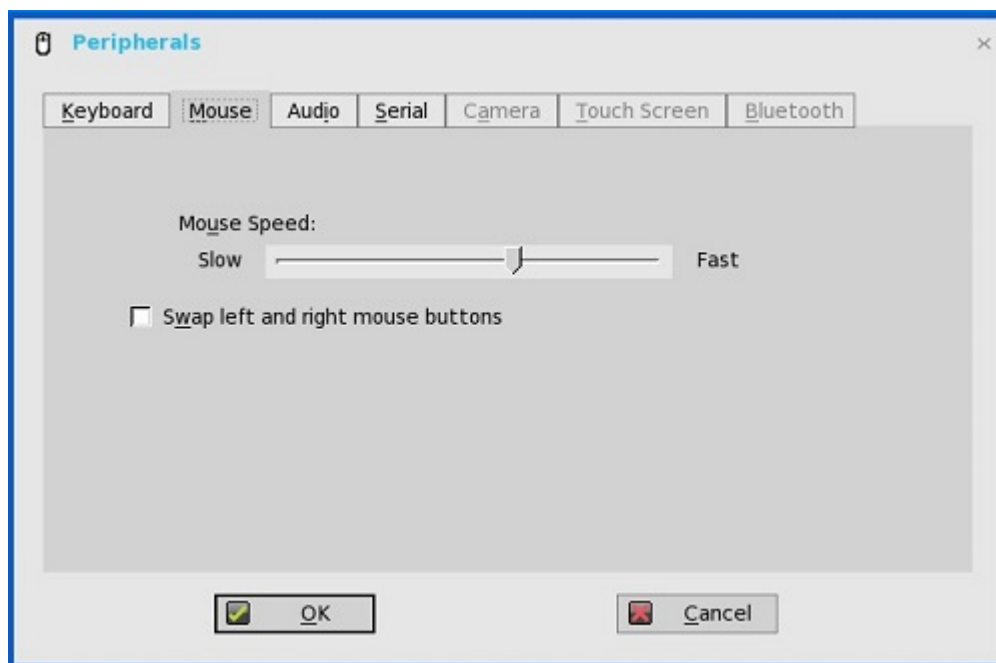 Peripherals
Keyboard Mouse Audio Serial Camera Touch Screen Bluetooth
Mouse Speed:
Slow Fast
Swap left and right mouse buttons
OK Cancel